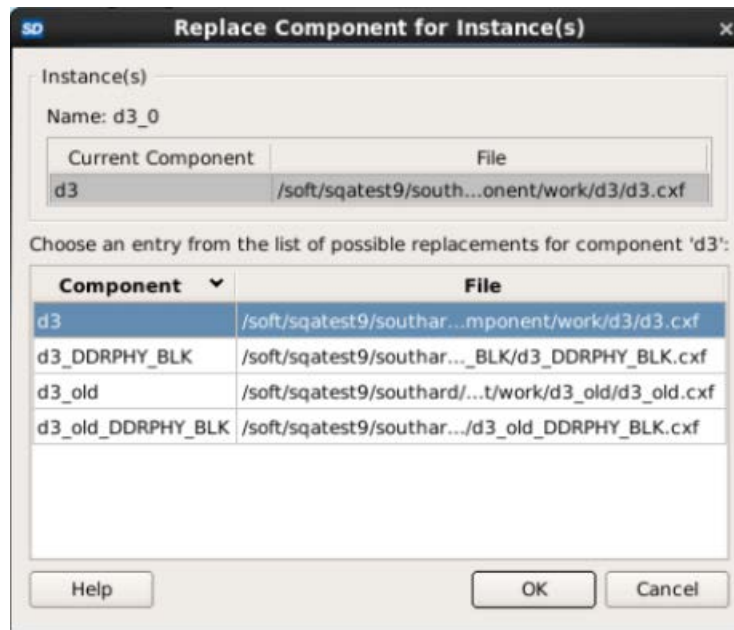 SD Replace Component for Instance(s) ×
Instance(s)
Name: d3_0
Current Component File
d3 /soft/sqatest9/south...onent/work/d3/d3.cxf
Choose an entry from the list of possible replacements for component 'd3':
Component File
d3 /soft/sqatest9/southar...mponent/work/d3/d3.cxf
d3_DDRPHY_BLK /soft/sqatest9/southar..._BLK/d3_DDRPHY_BLK.cxf
d3_old /soft/sqatest9/southard/...t/work/d3_old/d3_old.cxf
d3_old_DDRPHY_BLK /soft/sqatest9/southar.../d3_old_DDRPHY_BLK.cxf
Help OK Cancel